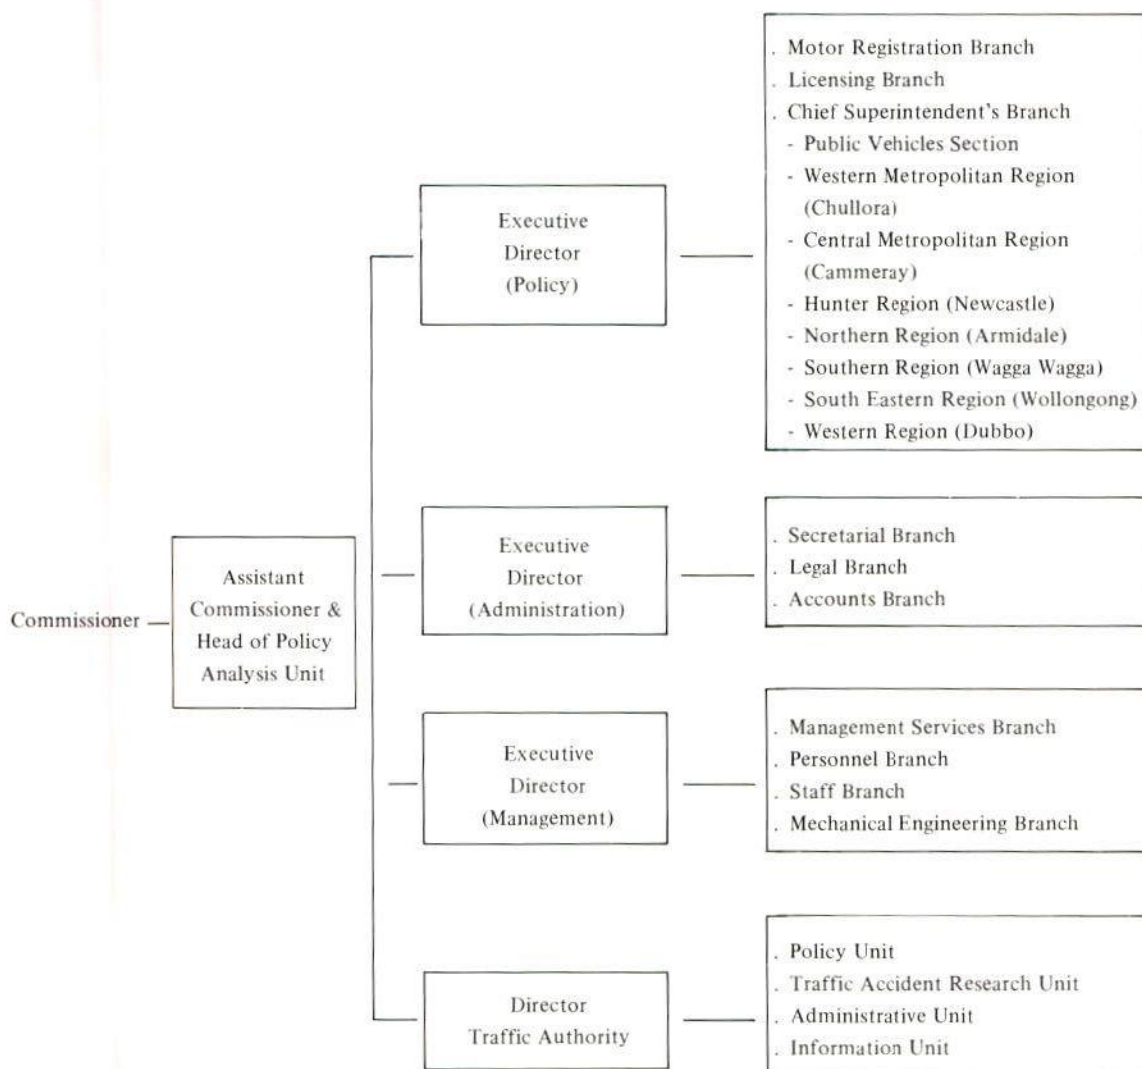 Commissioner
Assistant
Commissioner &
Head of Policy
Analysis Unit
Executive
Director
(Policy)
. Motor Registration Branch
. Licensing Branch
. Chief Superintendent's Branch
- Public Vehicles Section
- Western Metropolitan Region
(Chullora)
- Central Metropolitan Region
(Cammeray)
- Hunter Region (Newcastle)
- Northern Region (Armidale)
- Southern Region (Wagga Wagga)
- South Eastern Region (Wollongong)
- Western Region (Dubbo)
Executive
Director
(Administration)
. Secretarial Branch
. Legal Branch
. Accounts Branch
Executive
Director
(Management)
. Management Services Branch
. Personnel Branch
. Staff Branch
. Mechanical Engineering Branch
Director
Traffic Authority
. Policy Unit
. Traffic Accident Research Unit
. Administrative Unit
. Information Unit